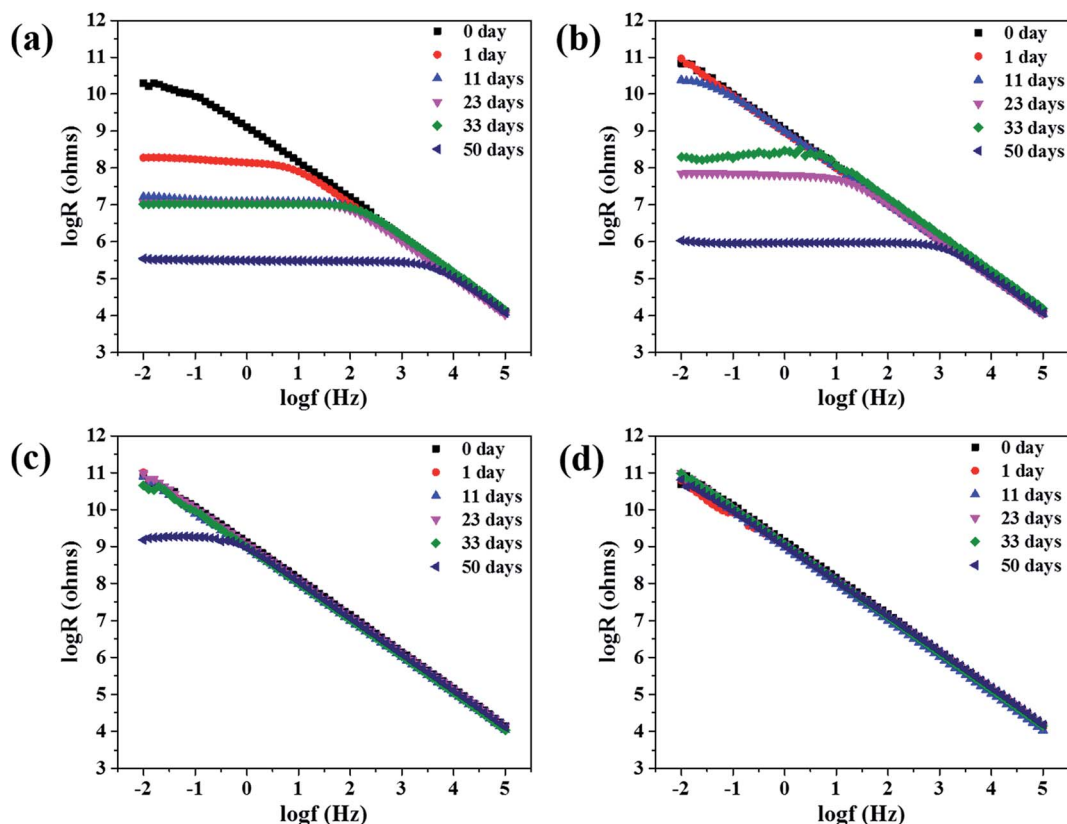 (a)
12
11
10
9
8
7
6
5
4
3
logR (ohms)
-2 -1 0 1 2 3 4 5
logf (Hz)
0 day
1 day
11 days
23 days
33 days
50 days
(b)
12
11
10
9
8
7
6
5
4
3
logR (ohms)
-2 -1 0 1 2 3 4 5
logf (Hz)
0 day
1 day
11 days
23 days
33 days
50 days
(c)
12
11
10
9
8
7
6
5
4
3
logR (ohms)
-2 -1 0 1 2 3 4 5
logf (Hz)
0 day
1 day
11 days
23 days
33 days
50 days
(d)
12
11
10
9
8
7
6
5
4
3
logR (ohms)
-2 -1 0 1 2 3 4 5
logf (Hz)
0 day
1 day
11 days
23 days
33 days
50 days